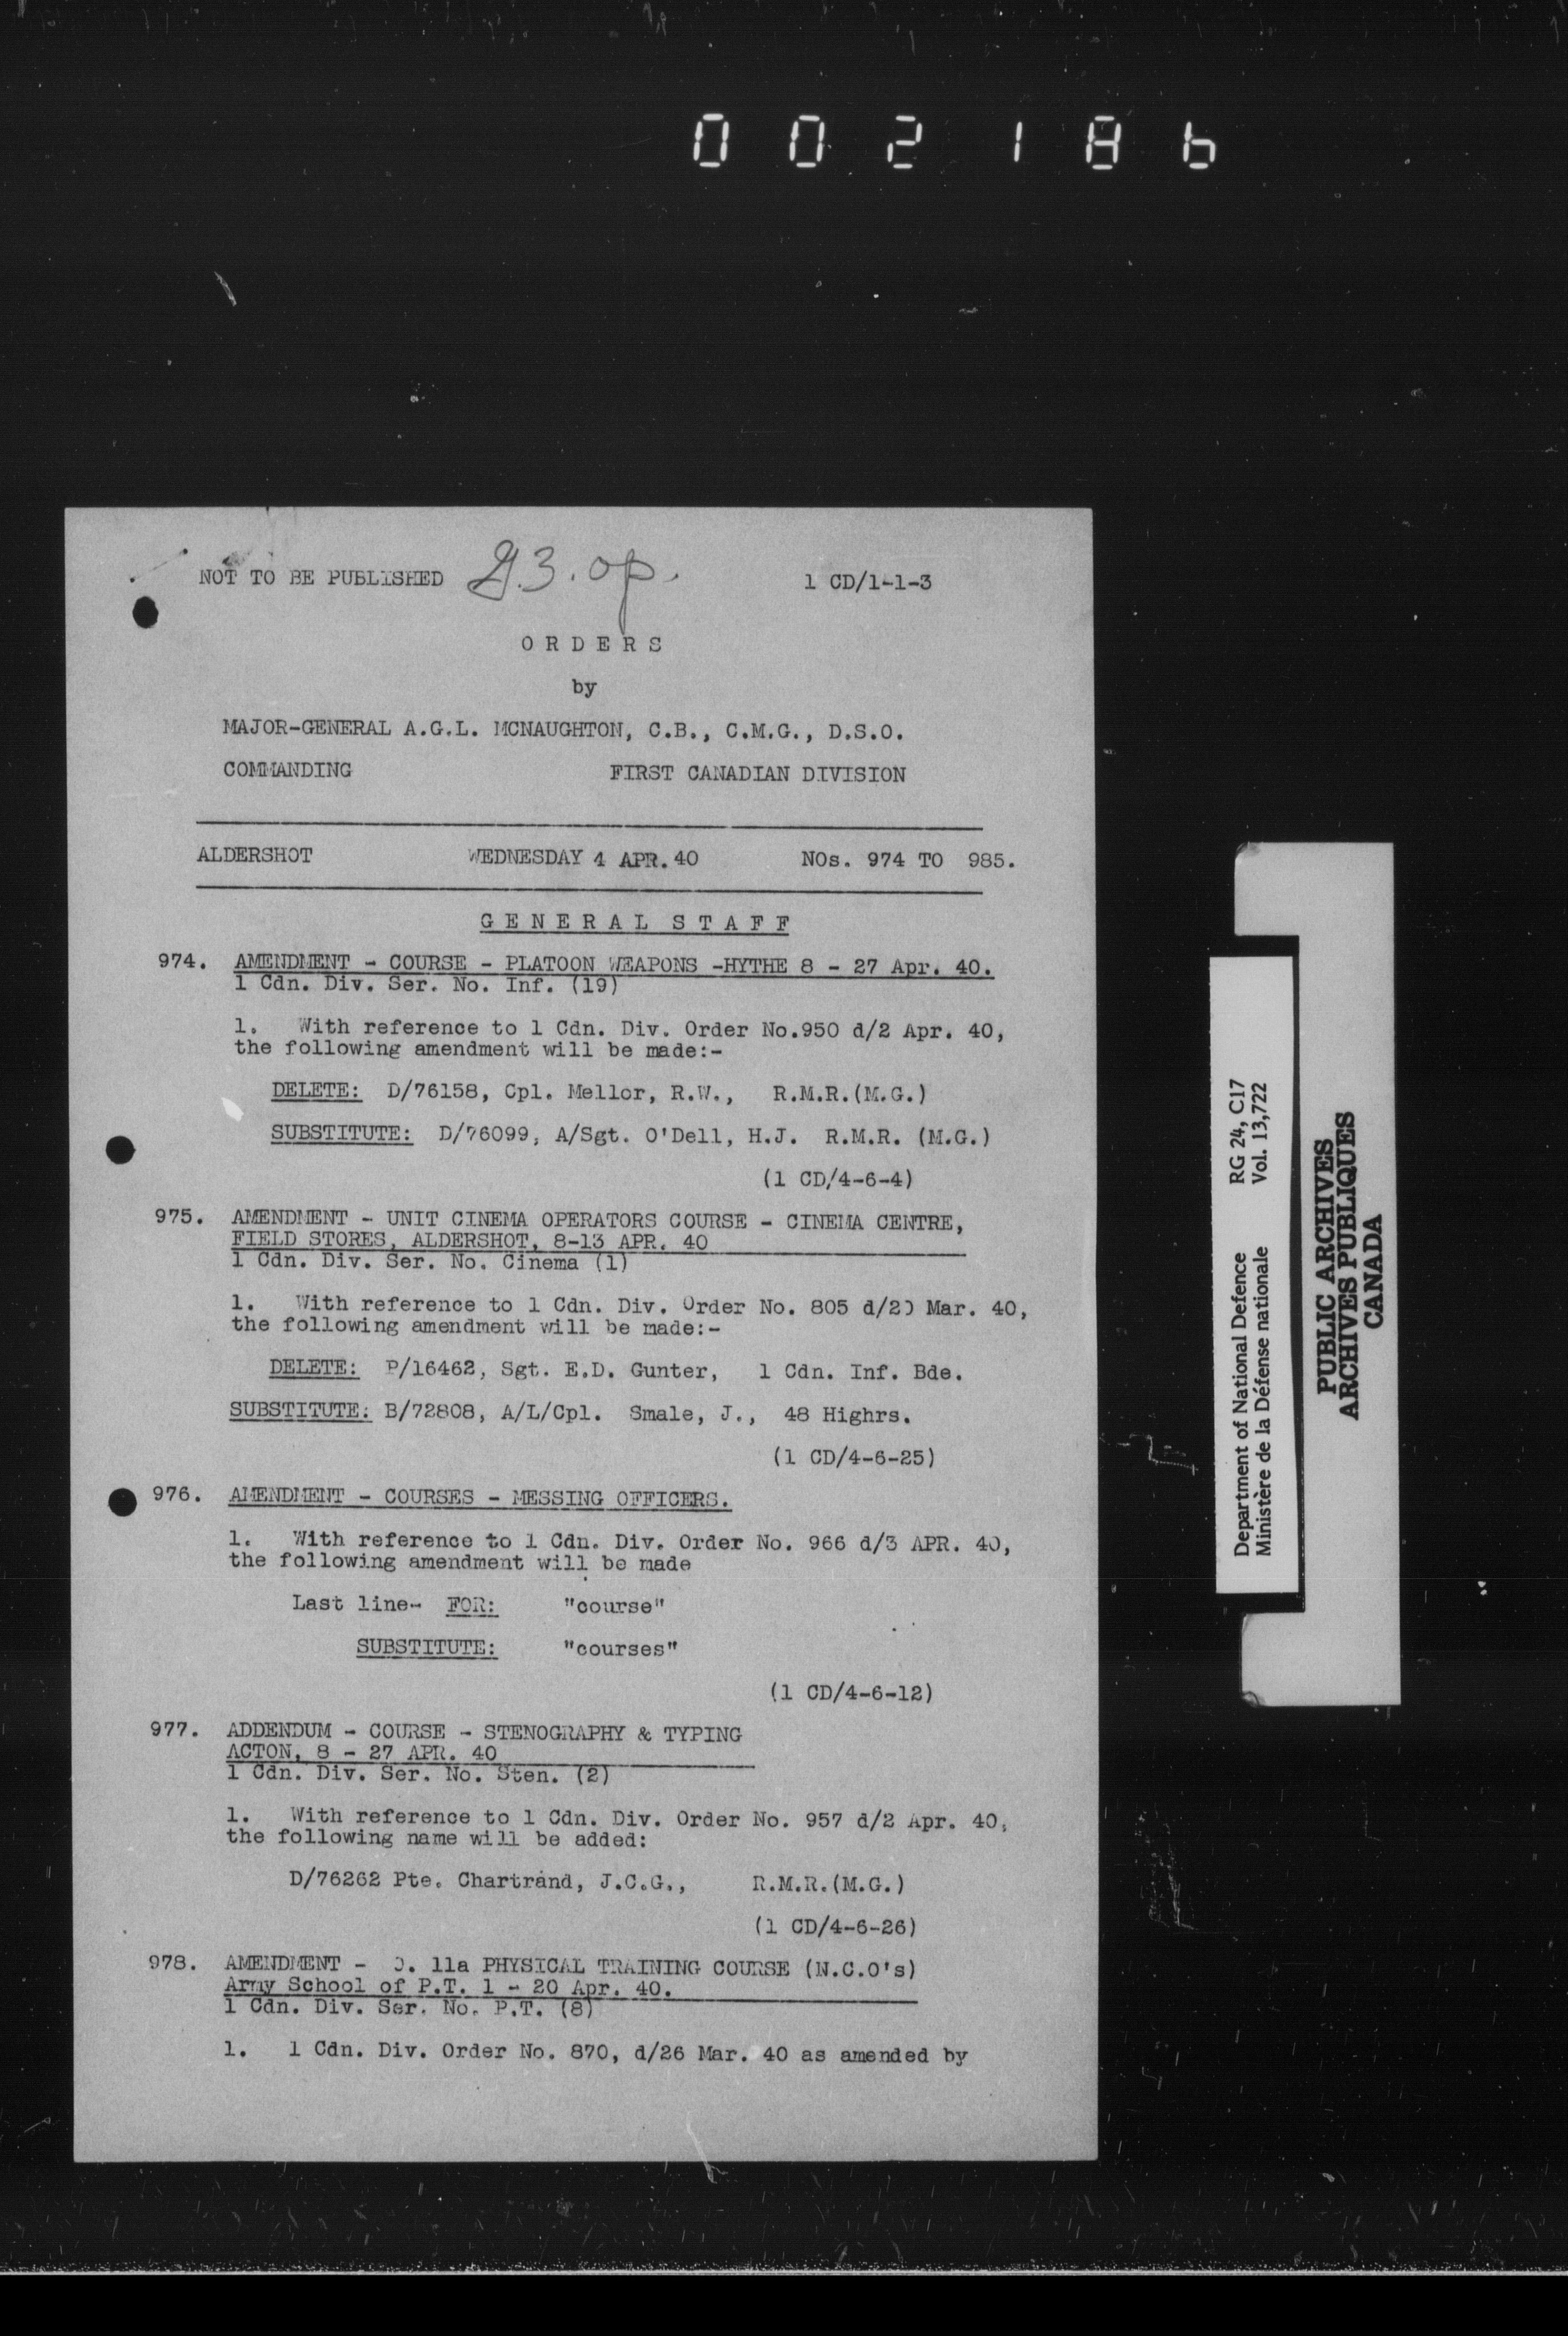 0 0 2 1 8 6
NOT TO BE PUBLISHED G.3.op. 1 CD/1-1-3
O R D E R S
by
MAJOR-GENERAL A.G.L. MCNAUGHTON, C.B., C.M.G., D.S.O.
COMMANDING FIRST CANADIAN DIVISION
ALDERSHOT WEDNESDAY 4 APR. 40 NOs. 974 TO 985.
G E N E R A L S T A F F
974. AMENDMENT - COURSE - PLATOON WEAPONS -HYTHE 8 - 27 Apr. 40.
1 Cdn. Div. Ser. No. Inf. (19)
1. With reference to 1 Cdn. Div. Order No.950 d/2 Apr. 40,
the following amendment will be made:-
DELETE: D/76158, Cpl. Mellor, R.W., R.M.R.(M.G.)
SUBSTITUTE: D/76099, A/Sgt. O'Dell, H.J. R.M.R. (M.G.)
(1 CD/4-6-4)
975. AMENDMENT - UNIT CINEMA OPERATORS COURSE - CINEMA CENTRE,
FIELD STORES, ALDERSHOT, 8-13 APR. 40
1 Cdn. Div. Ser. No. Cinema (1)
1. With reference to 1 Cdn. Div. Order No. 805 d/20 Mar. 40,
the following amendment will be made:-
DELETE: P/16462, Sgt. E.D. Gunter, 1 Cdn. Inf. Bde.
SUBSTITUTE: B/72808, A/L/Cpl. Smale, J., 48 Highrs.
(1 CD/4-6-25)
976. AMENDMENT - COURSES - MESSING OFFICERS.
1. With reference to 1 Cdn. Div. Order No. 966 d/3 APR. 40,
the following amendment will be made
Last line- FOR: "course"
SUBSTITUTE: "courses"
(1 CD/4-6-12)
977. ADDENDUM - COURSE - STENOGRAPHY & TYPING
ACTON, 8 - 27 APR. 40
1 Cdn. Div. Ser. No. Sten. (2)
1. With reference to 1 Cdn. Div. Order No. 957 d/2 Apr. 40,
the following name will be added:
D/76262 Pte. Chartrand, J.C.G., R.M.R.(M.G.)
(1 CD/4-6-26)
978. AMENDMENT - 11a PHYSICAL TRAINING COURSE (N.C.O's)
Army School of P.T. 1 - 20 Apr. 40.
1 Cdn. Div. Ser. No. P.T. (8)
1. 1 Cdn. Div. Order No. 870, d/26 Mar. 40 as amended by
Department of National Defence RG 24, C17
Ministère de la Défense nationale Vol. 13,722
PUBLIC ARCHIVES
ARCHIVES PUBLIQUES
CANADA